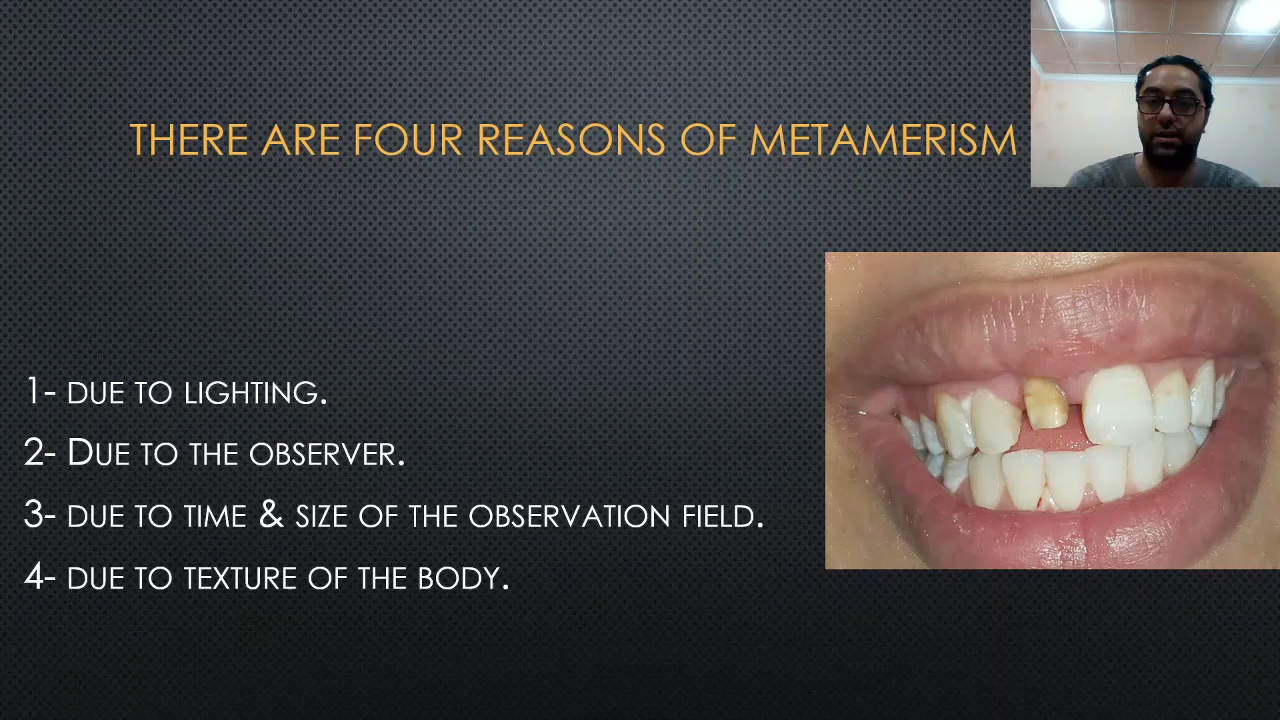 THERE ARE FOUR REASONS OF METAMERISM
1- DUE TO LIGHTING.
2- DUE TO THE OBSERVER.
3- DUE TO TIME & SIZE OF THE OBSERVATION FIELD.
4- DUE TO TEXTURE OF THE BODY.